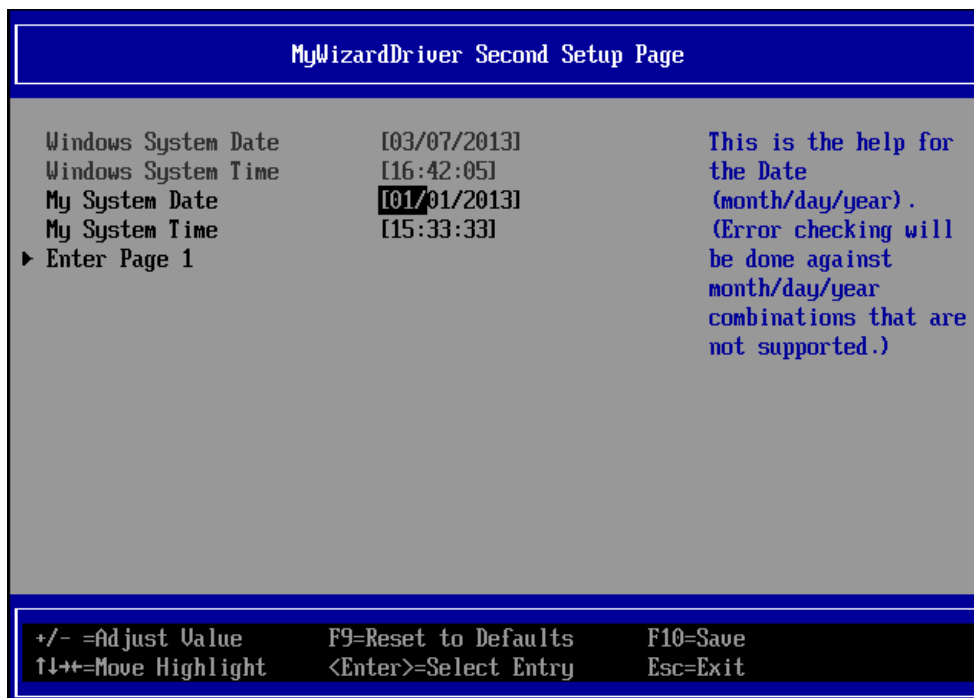 MyWizardDriver Second Setup Page
Windows System Date [03/07/2013]
Windows System Time [16:42:05]
My System Date [01/01/2013]
My System Time [15:33:33]
▶ Enter Page 1
This is the help for
the Date
(month/day/year).
(Error checking will
be done against
month/day/year
combinations that are
not supported.)
+/- =Adjust Value F9=Reset to Defaults F10=Save
↑↓→←=Move Highlight <Enter>=Select Entry Esc=Exit